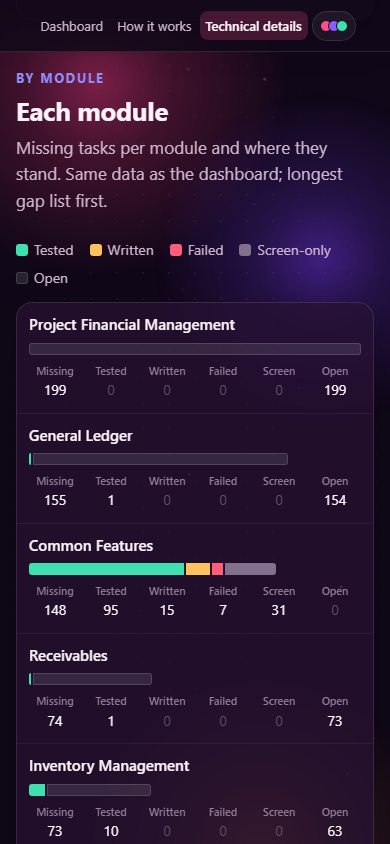 Dashboard How it works Technical details
BY MODULE
Each module
Missing tasks per module and where they
stand. Same data as the dashboard; longest
gap list first.
Tested Written Failed Screen-only
Open
Project Financial Management
Missing Tested Written Failed Screen Open
199 0 0 0 0 199
General Ledger
Missing Tested Written Failed Screen Open
155 1 0 0 0 154
Common Features
Missing Tested Written Failed Screen Open
148 95 15 7 31 0
Receivables
Missing Tested Written Failed Screen Open
74 1 0 0 0 73
Inventory Management
Missing Tested Written Failed Screen Open
73 10 0 0 0 63